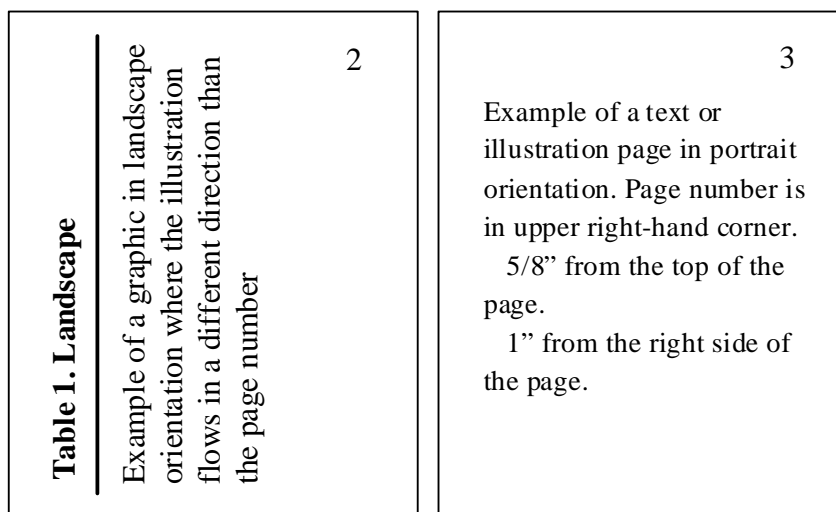 2
Table 1. Landscape
Example of a graphic in landscape
orientation where the illustration
flows in a different direction than
the page number
3
Example of a text or
illustration page in portrait
orientation. Page number is
in upper right-hand corner.
5/8” from the top of the
page.
1” from the right side of
the page.